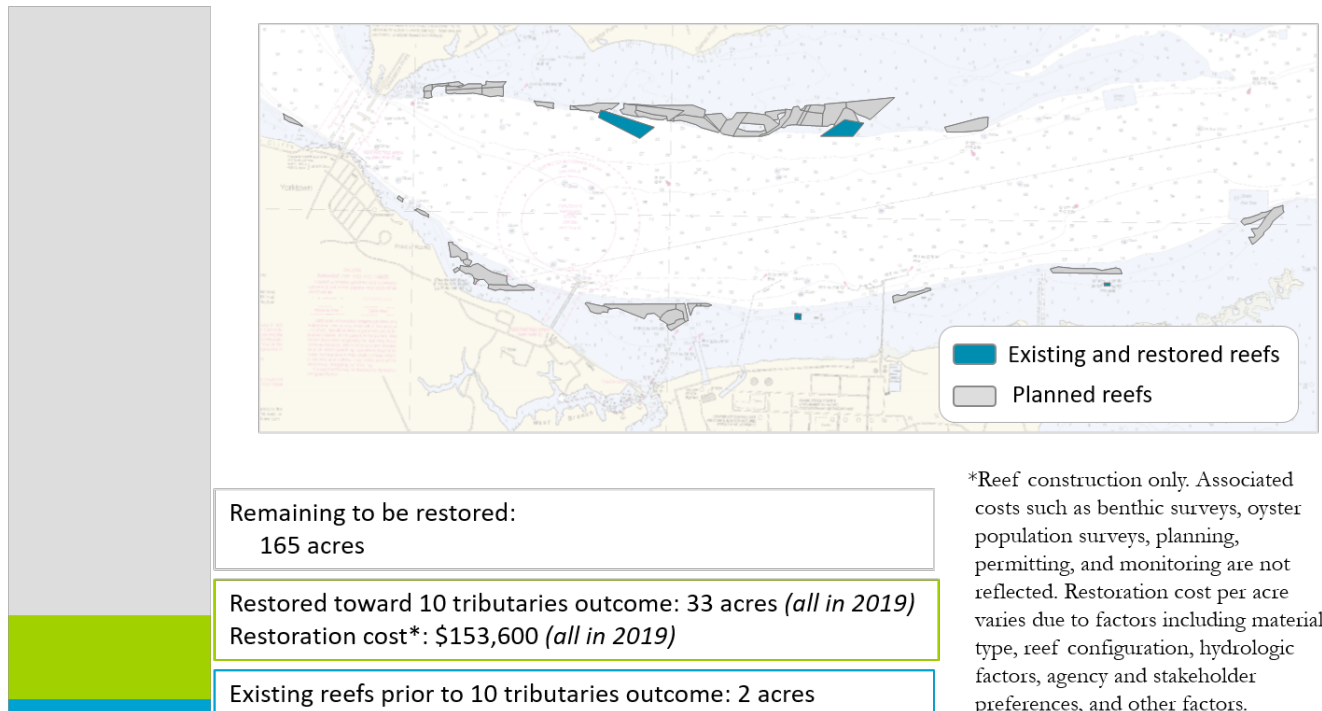 Yorktown
Existing and restored reefs
Planned reefs
Remaining to be restored:
165 acres
Restored toward 10 tributaries outcome: 33 acres (all in 2019)
Restoration cost*: $153,600 (all in 2019)
Existing reefs prior to 10 tributaries outcome: 2 acres
*Reef construction only. Associated
costs such as benthic surveys, oyster
population surveys, planning,
permitting, and monitoring are not
reflected. Restoration cost per acre
varies due to factors including material
type, reef configuration, hydrologic
factors, agency and stakeholder
preferences, and other factors.